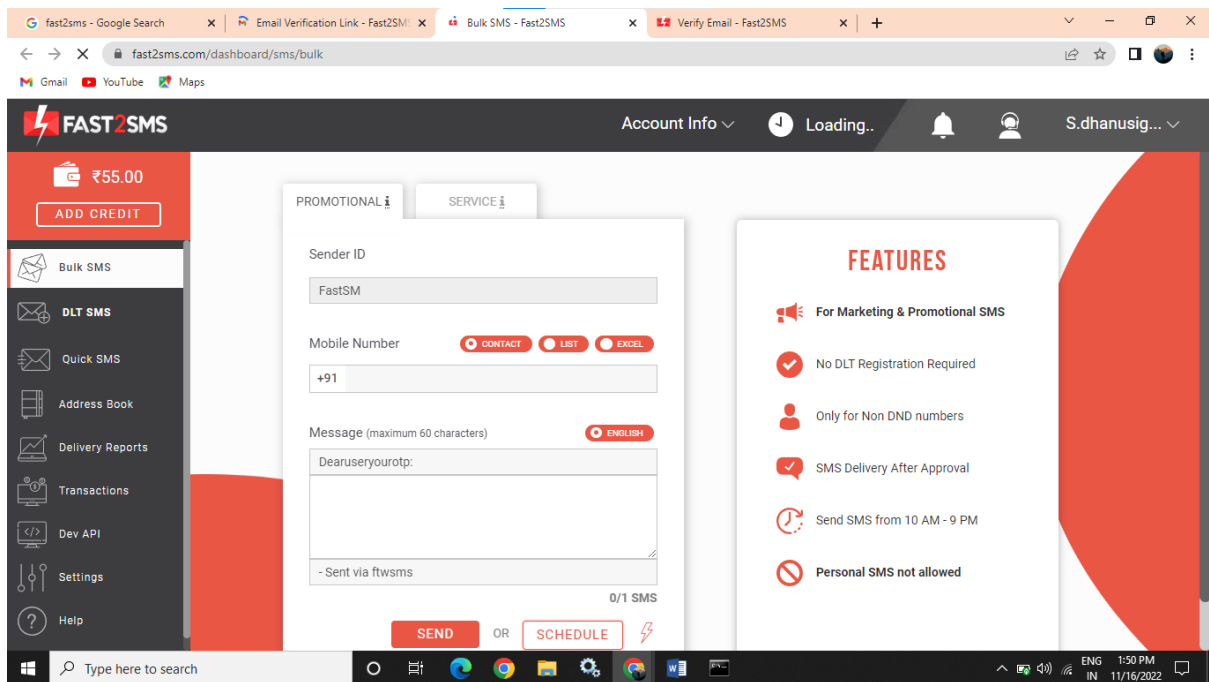 fast2sms - Google Search
Email Verification Link - Fast2SMS
Bulk SMS - Fast2SMS
Verify Email - Fast2SMS
fast2sms.com/dashboard/sms/bulk
Gmail YouTube Maps
FAST2SMS
Account Info
Loading..
S.dhanusig...
₹55.00
ADD CREDIT
Bulk SMS
DLT SMS
Quick SMS
Address Book
Delivery Reports
Transactions
Dev API
Settings
Help
PROMOTIONAL i
SERVICE i
Sender ID
FastSM
Mobile Number
CONTACT LIST EXCEL
+91
Message (maximum 60 characters)
ENGLISH
Dearuseryourotp:
- Sent via ftwsms
0/1 SMS
SEND OR SCHEDULE
FEATURES
For Marketing & Promotional SMS
No DLT Registration Required
Only for Non DND numbers
SMS Delivery After Approval
Send SMS from 10 AM - 9 PM
Personal SMS not allowed
Type here to search
ENG 1:50 PM
IN 11/16/2022